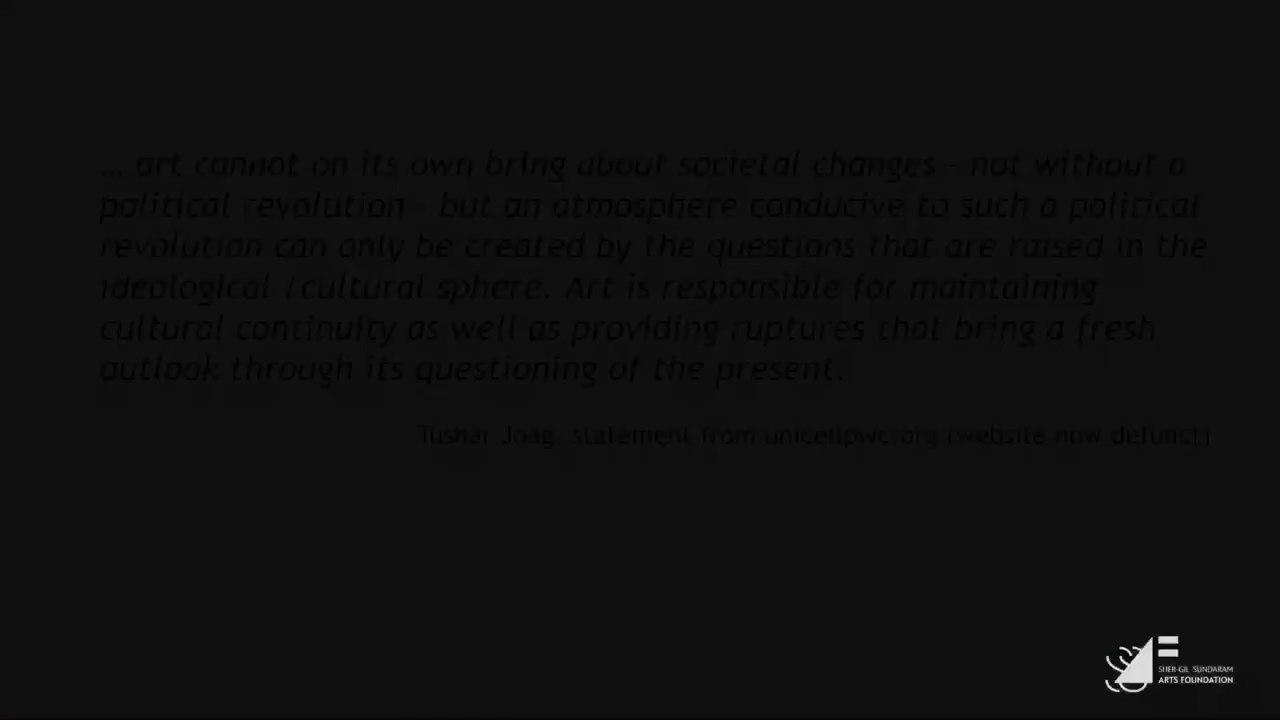 ... art cannot on its own bring about societal changes - not without a
political revolution - but an atmosphere conducive to such a political
revolution can only be created by the questions that are raised in the
ideological /cultural sphere. Art is responsible for maintaining
cultural continuity as well as providing ruptures that bring a fresh
outlook through its questioning of the present.
Tushar Joag, statement from unicellpwc.org (website now defunct)
SHER-GIL SUNDARAM
ARTS FOUNDATION